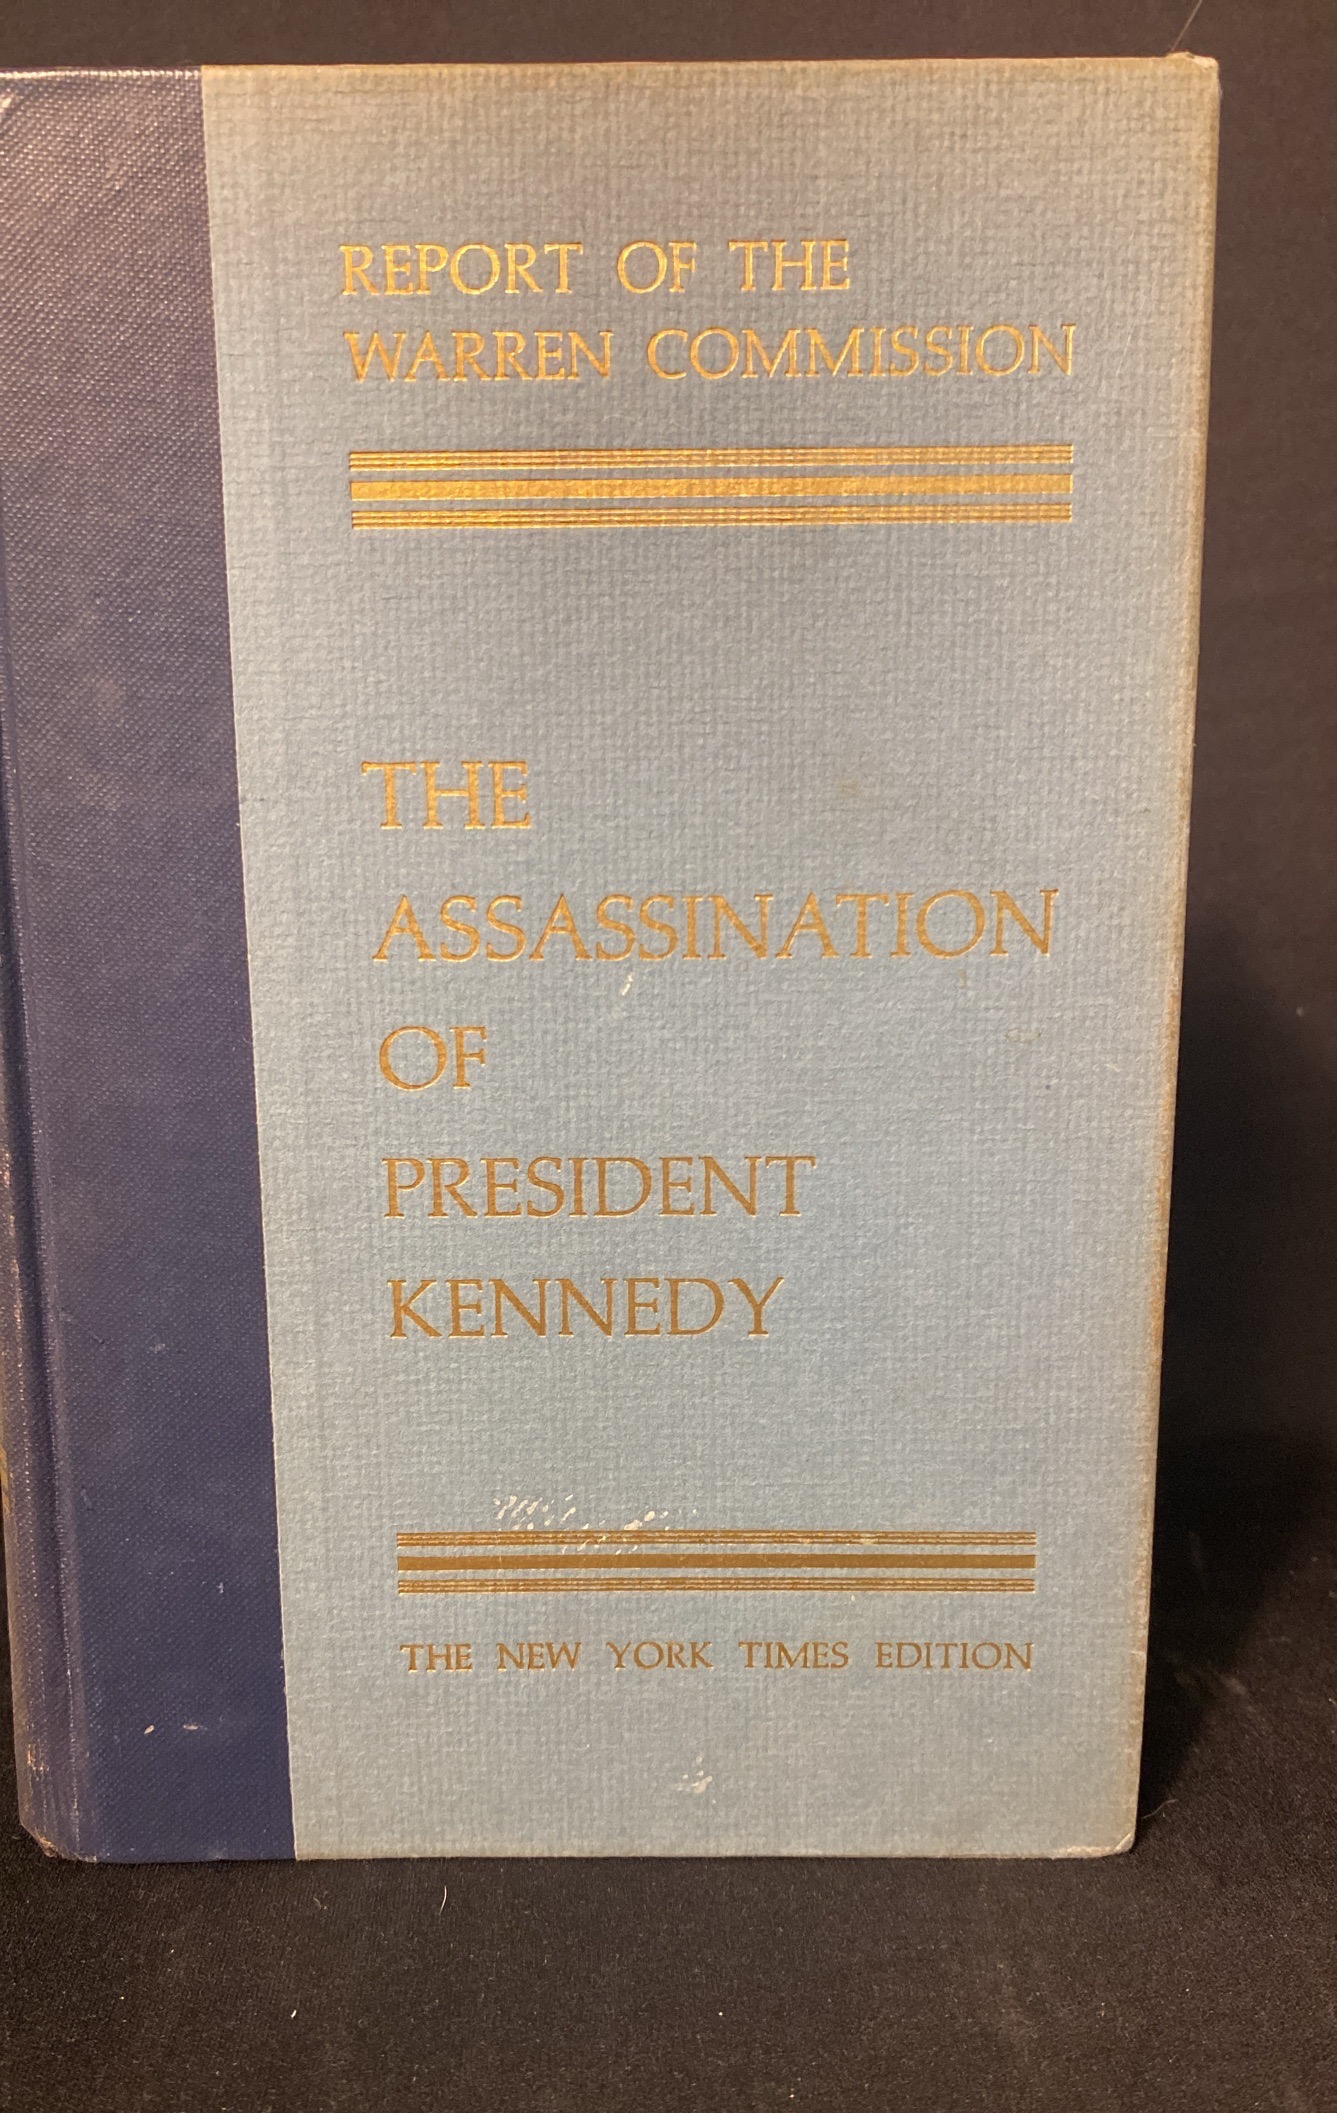 REPORT OF THE
WARREN COMMISSION
THE
ASSASSINATION
OF
PRESIDENT
KENNEDY
THE NEW YORK TIMES EDITION